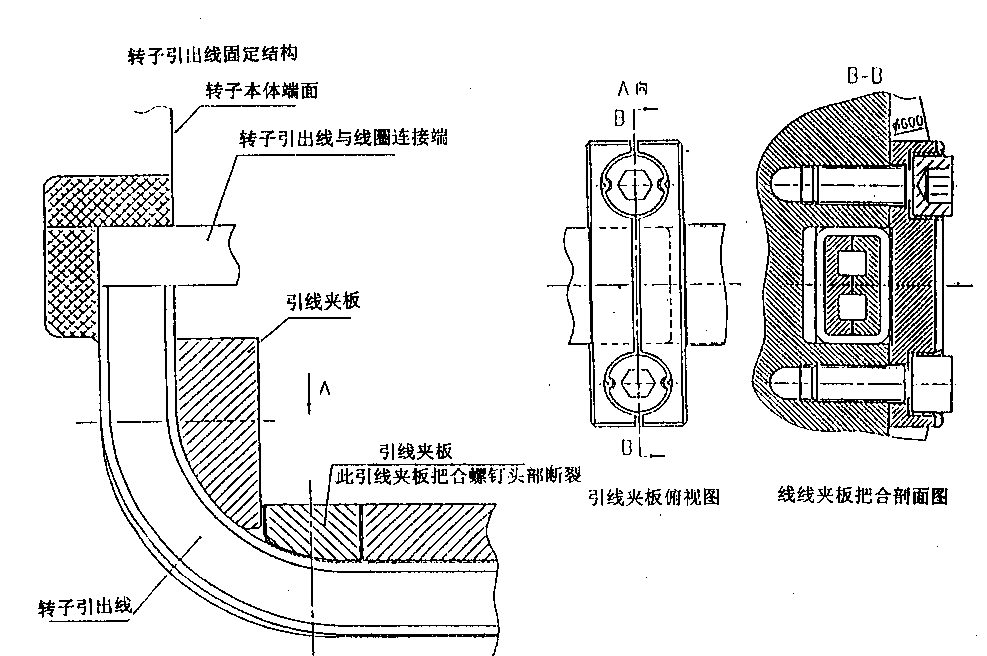 转子引出线固定结构
转子本体端面
转子引出线与线圈连接端
引线夹板
A
引线夹板
此引线夹板把合螺钉头部断裂
转子引出线
A向
B
B
引线夹板俯视图
B-B
φ600
线线夹板把合剖面图